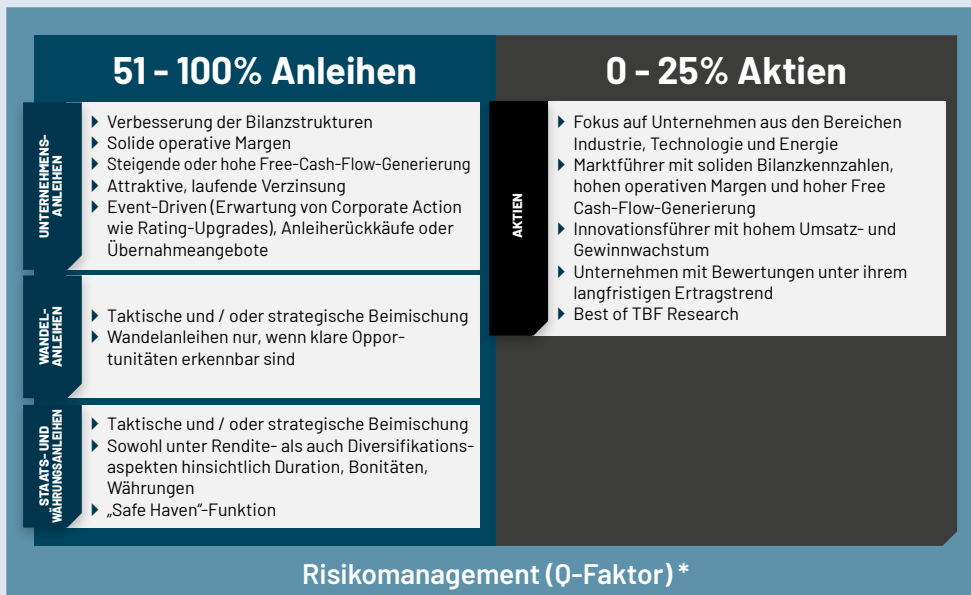 51 - 100% Anleihen
UNTERNEHMENS-
ANLEIHEN
▶ Verbesserung der Bilanzstrukturen
▶ Solide operative Margen
▶ Steigende oder hohe Free-Cash-Flow-Generierung
▶ Attraktive, laufende Verzinsung
▶ Event-Driven (Erwartung von Corporate Action
wie Rating-Upgrades), Anleiherückkäufe oder
Übernahmeangebote
WANDEL-
ANLEIHEN
▶ Taktische und / oder strategische Beimischung
▶ Wandelanleihen nur, wenn klare Oppor-
tunitäten erkennbar sind
STAATS- UND
WÄHRUNGSANLEIHEN
▶ Taktische und / oder strategische Beimischung
▶ Sowohl unter Rendite- als auch Diversifikations-
aspekten hinsichtlich Duration, Bonitäten,
Währungen
▶ „Safe Haven"-Funktion
0 - 25% Aktien
AKTIEN
▶ Fokus auf Unternehmen aus den Bereichen
Industrie, Technologie und Energie
▶ Marktführer mit soliden Bilanzkennzahlen,
hohen operativen Margen und hoher Free
Cash-Flow-Generierung
▶ Innovationsführer mit hohem Umsatz- und
Gewinnwachstum
▶ Unternehmen mit Bewertungen unter ihrem
langfristigen Ertragstrend
▶ Best of TBF Research
Risikomanagement (Q-Faktor) *